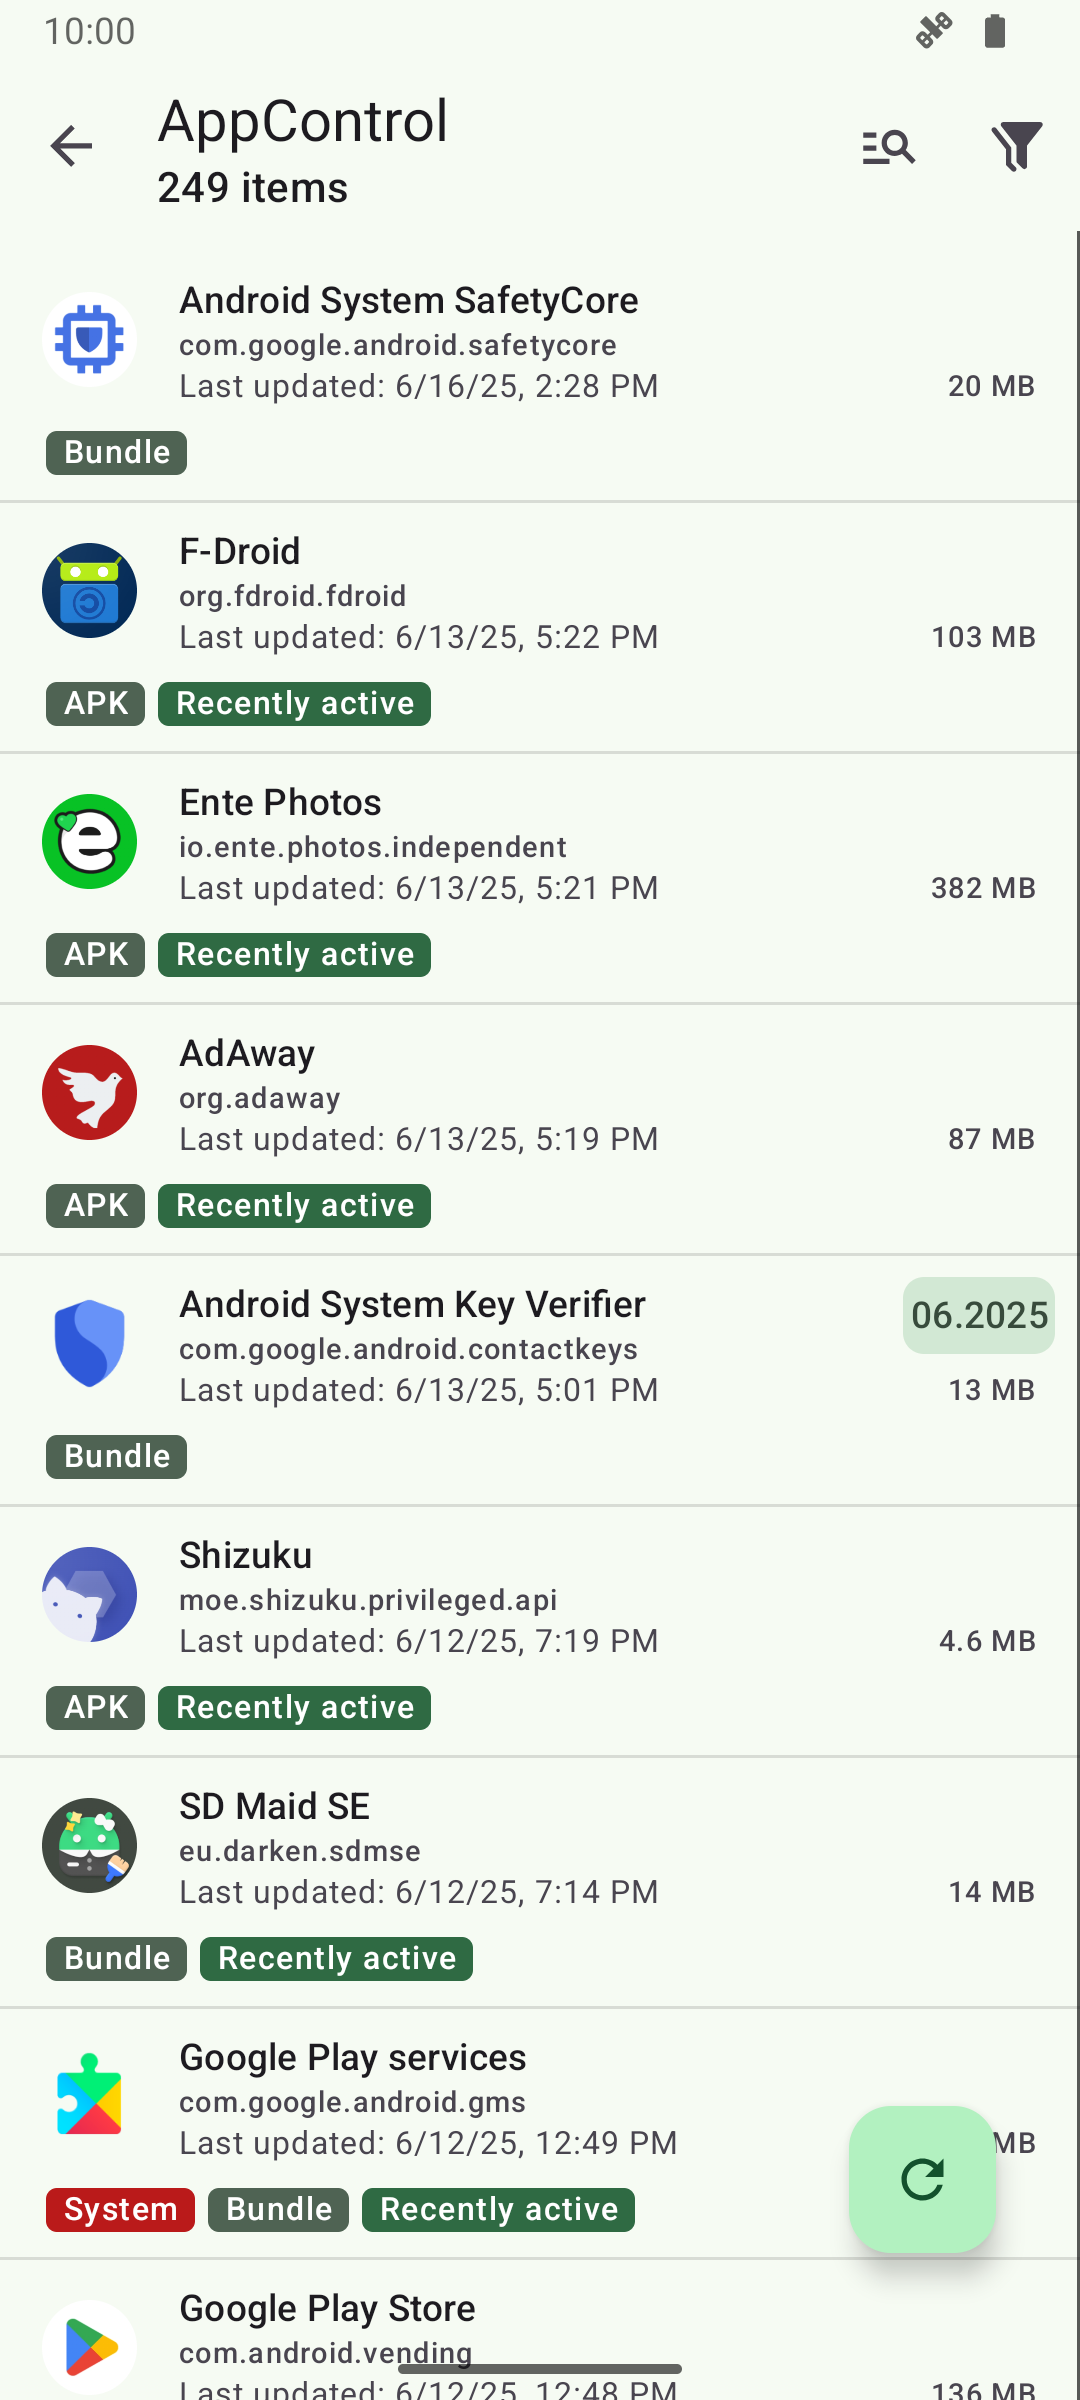 10:00
AppControl
249 items
Android System SafetyCore
com.google.android.safetycore
Last updated: 6/16/25, 2:28 PM
20 MB
Bundle
F-Droid
org.fdroid.fdroid
Last updated: 6/13/25, 5:22 PM
103 MB
APK
Recently active
Ente Photos
io.ente.photos.independent
Last updated: 6/13/25, 5:21 PM
382 MB
APK
Recently active
AdAway
org.adaway
Last updated: 6/13/25, 5:19 PM
87 MB
APK
Recently active
Android System Key Verifier
06.2025
com.google.android.contactkeys
Last updated: 6/13/25, 5:01 PM
13 MB
Bundle
Shizuku
moe.shizuku.privileged.api
Last updated: 6/12/25, 7:19 PM
4.6 MB
APK
Recently active
SD Maid SE
eu.darken.sdmse
Last updated: 6/12/25, 7:14 PM
14 MB
Bundle
Recently active
Google Play services
com.google.android.gms
Last updated: 6/12/25, 12:49 PM
MB
System
Bundle
Recently active
Google Play Store
com.android.vending
Last updated: 6/12/25, 12:48 PM
136 MB